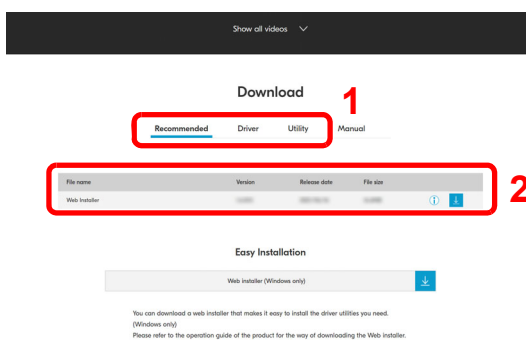 Show all videos
Download
1
Recommended Driver Utility Manual
File name Version Release date File size
2
Web Installer
Easy Installation
Web installer (Windows only)
You can download a web installer that makes it easy to install the driver utilities you need.
(Windows only)
Please refer to the operation guide of the product for the way of downloading the Web installer.